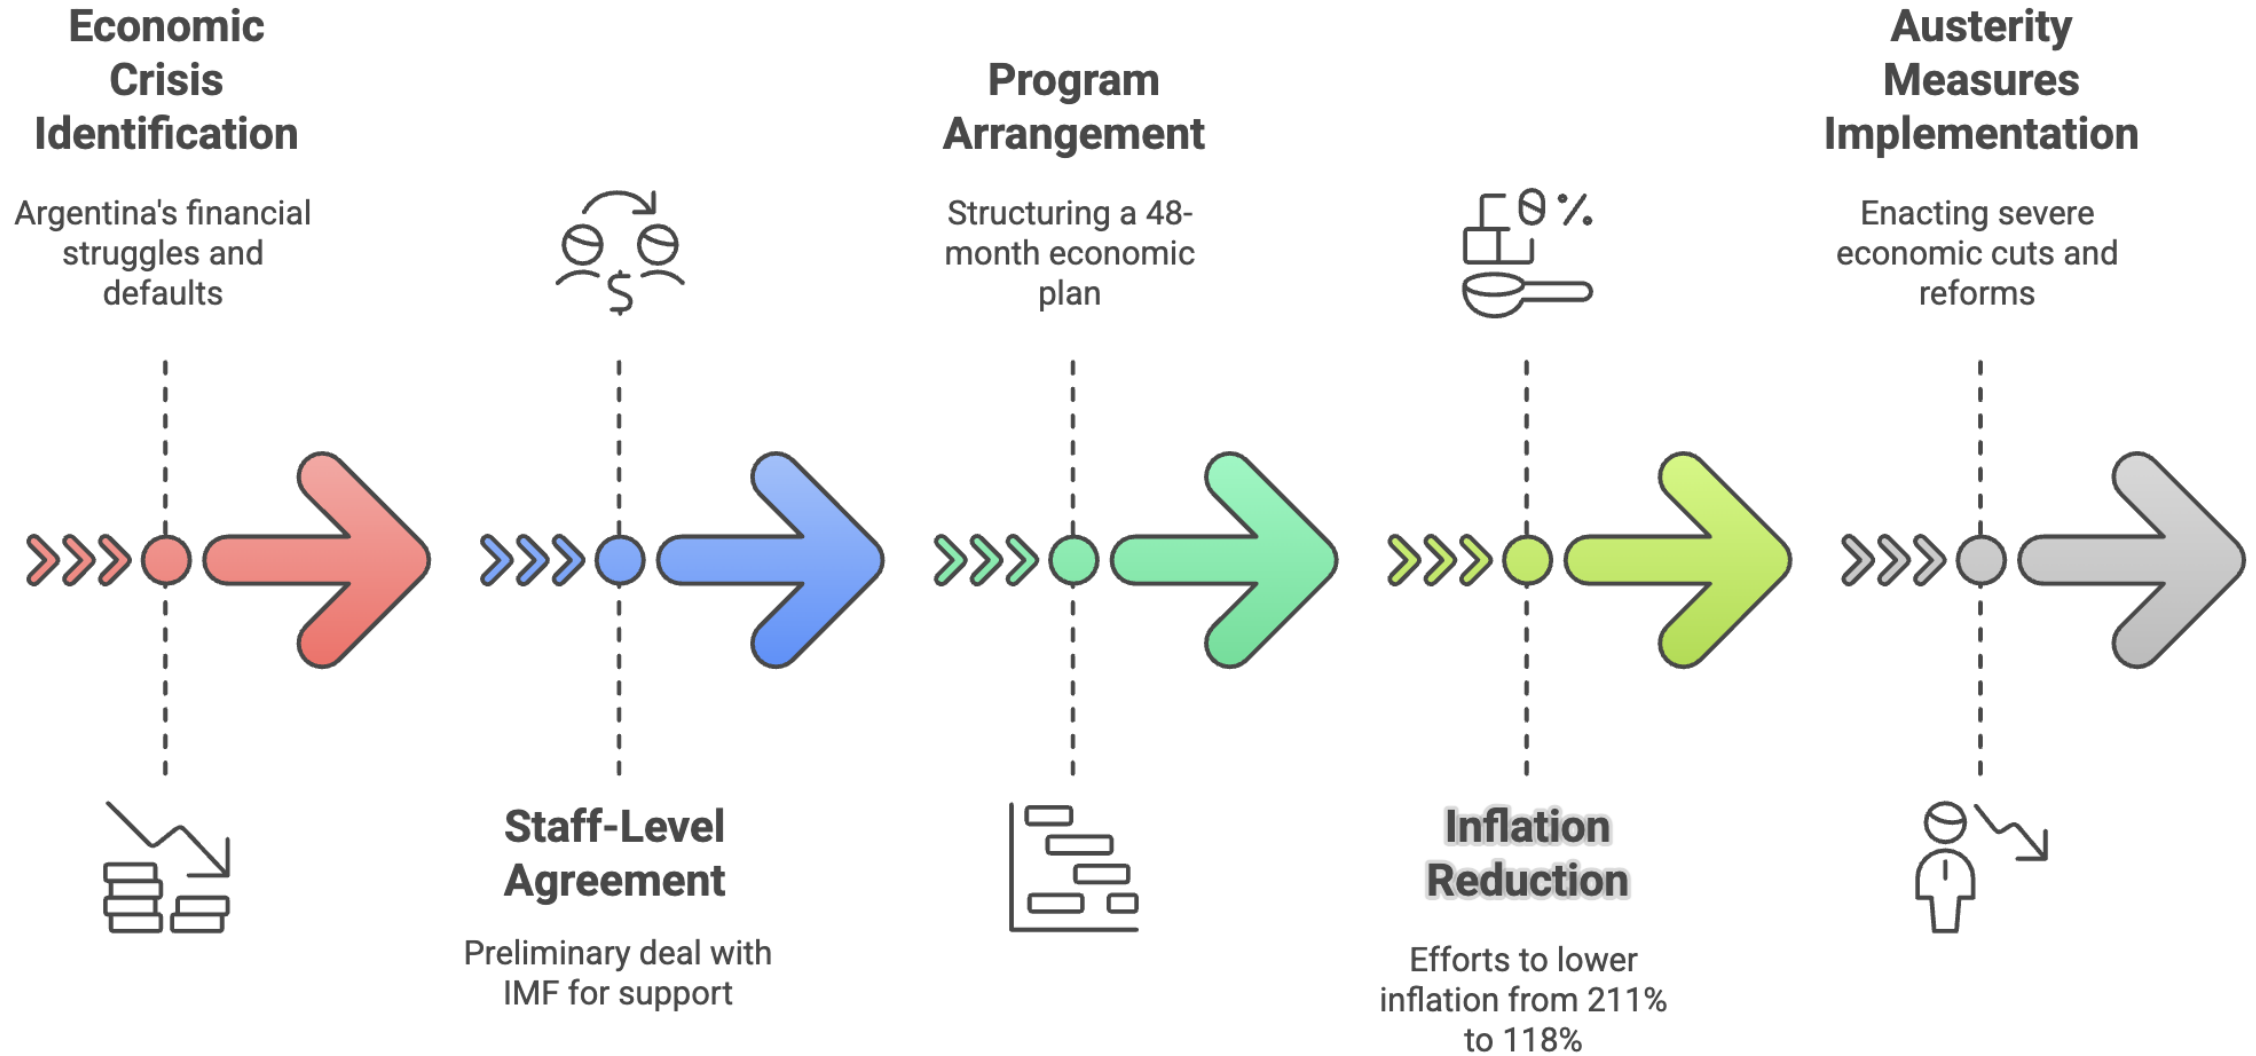 Economic
Crisis
Identification
Argentina's financial
struggles and
defaults
Staff-Level
Agreement
Preliminary deal with
IMF for support
$
Program
Arrangement
Structuring a 48-
month economic
plan
0%
Inflation
Reduction
Efforts to lower
inflation from 211%
to 118%
Austerity
Measures
Implementation
Enacting severe
economic cuts and
reforms